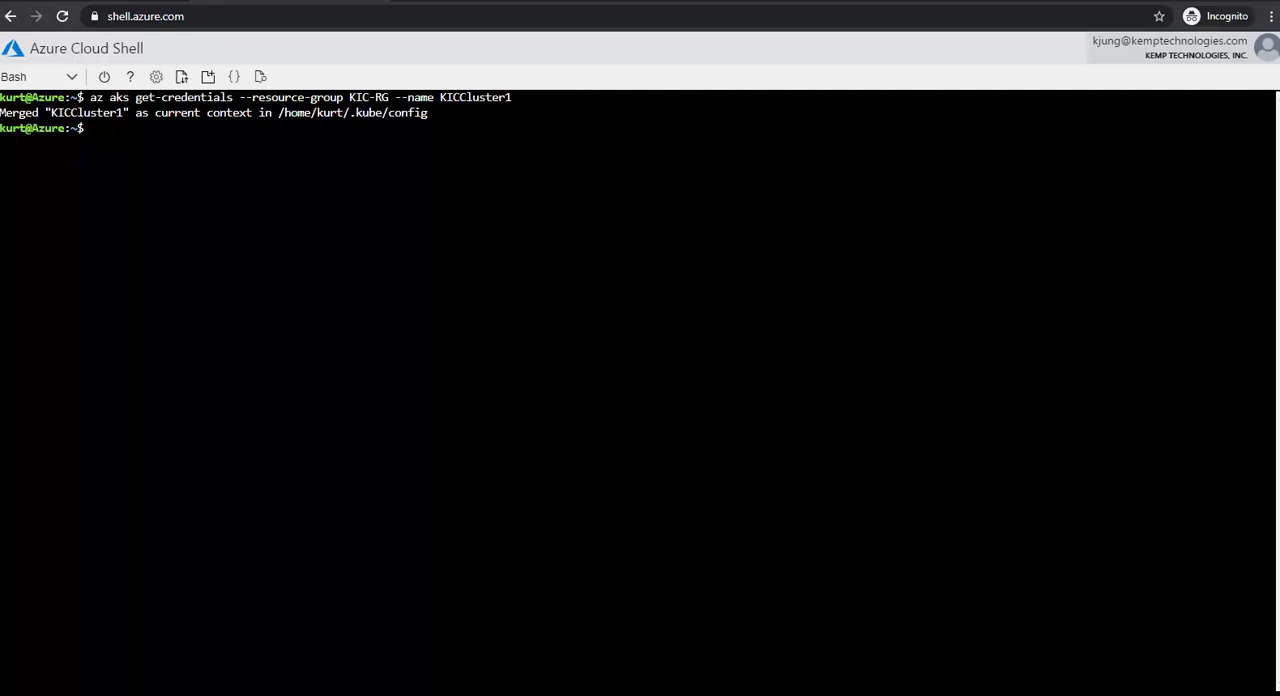 shell.azure.com
Incognito
Azure Cloud Shell
kjung@kemptechnologies.com
KEMP TECHNOLOGIES, INC.
Bash
kurt@Azure:~$ az aks get-credentials --resource-group KIC-RG --name KICCluster1
Merged "KICCluster1" as current context in /home/kurt/.kube/config
kurt@Azure:~$